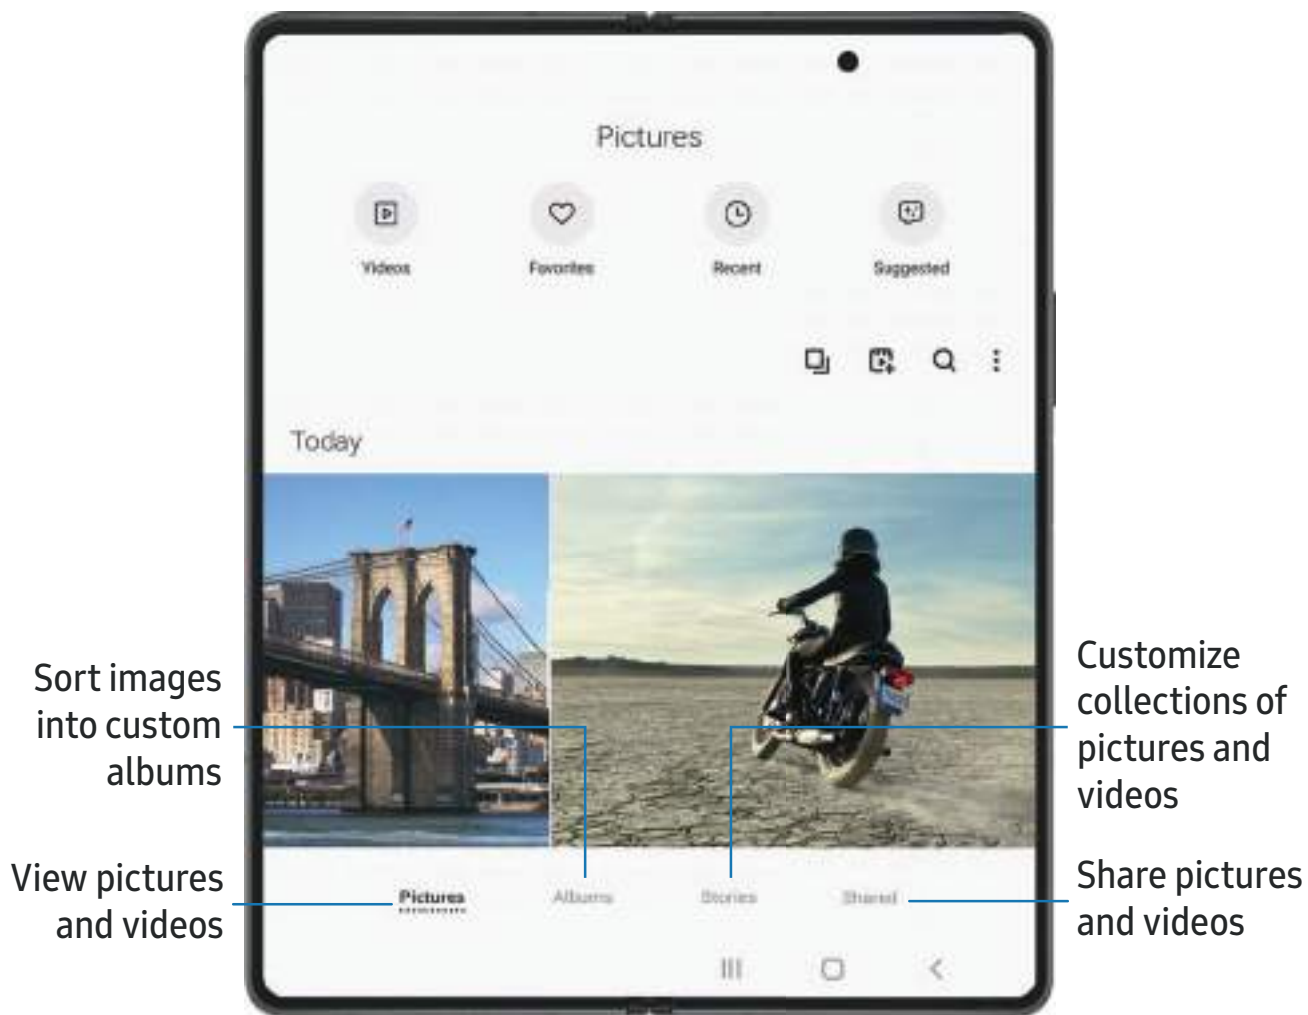 Pictures
Videos
Favorites
Recent
Suggested
Today
Sort images
into custom
albums
Customize
collections of
pictures and
videos
View pictures
and videos
Pictures
Albums
Stories
Shared
Share pictures
and videos